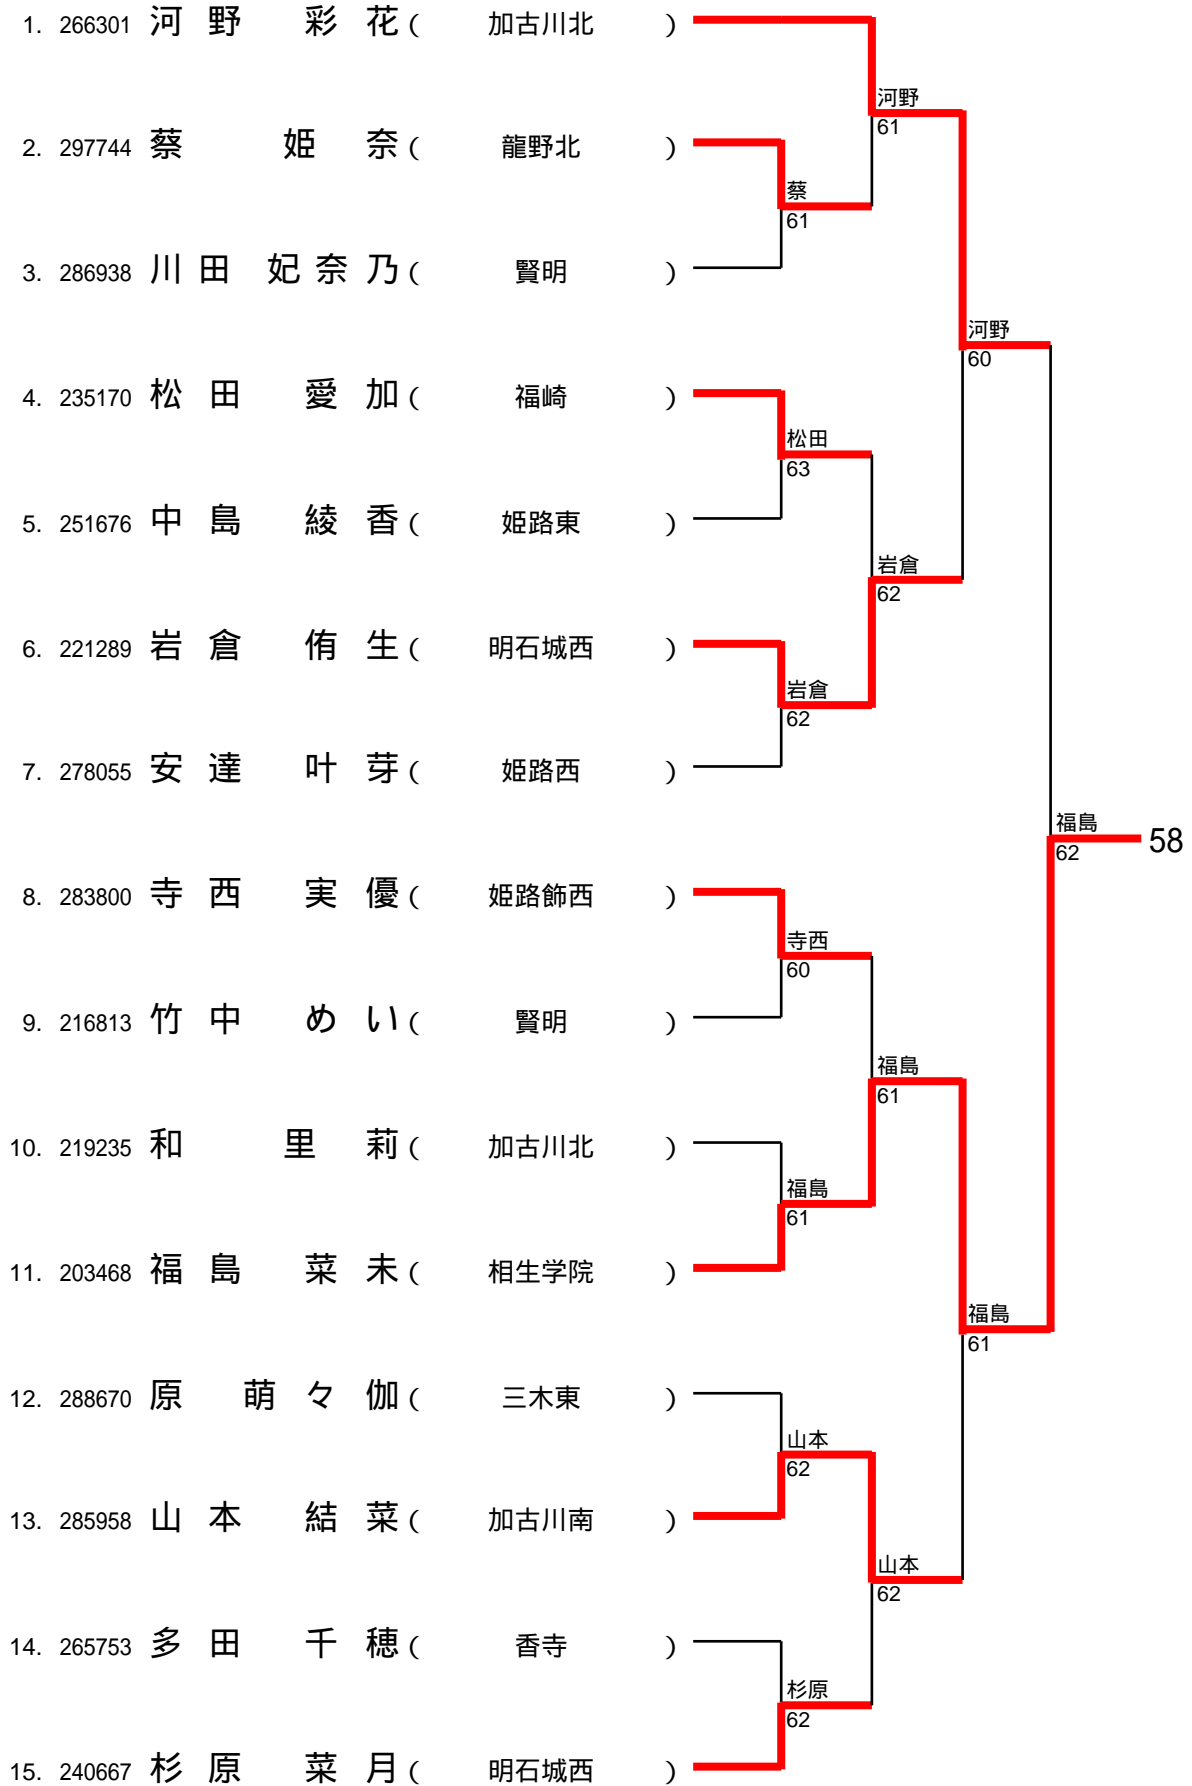 1. 266301 河野 彩花 ( 加古川北 )
河野
61
2. 297744 蔡 姫奈 ( 龍野北 )
蔡
61
3. 286938 川田 妃奈乃 ( 賢明 )
河野
60
4. 235170 松田 愛加 ( 福崎 )
松田
63
5. 251676 中島 綾香 ( 姫路東 )
岩倉
62
6. 221289 岩倉 侑生 ( 明石城西 )
岩倉
62
7. 278055 安達 叶芽 ( 姫路西 )
福島
62
58
8. 283800 寺西 実優 ( 姫路飾西 )
寺西
60
9. 216813 竹中 めい ( 賢明 )
福島
61
10. 219235 和 里莉 ( 加古川北 )
福島
61
11. 203468 福島 菜未 ( 相生学院 )
福島
61
12. 288670 原 萌々伽 ( 三木東 )
山本
62
13. 285958 山本 結菜 ( 加古川南 )
山本
62
14. 265753 多田 千穂 ( 香寺 )
杉原
62
15. 240667 杉原 菜月 ( 明石城西 )